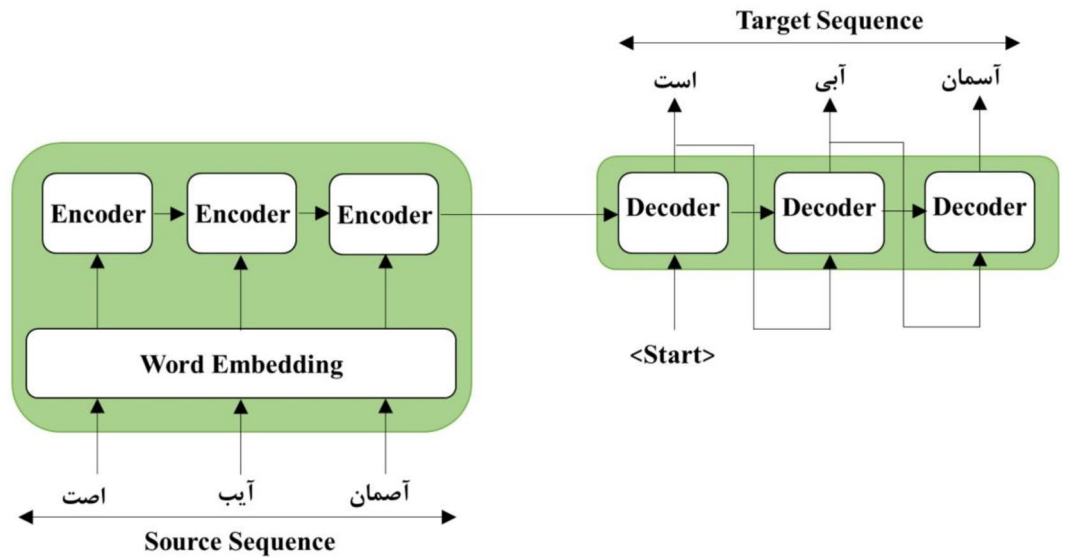 Target Sequence
است
آبی
آسمان
Encoder
Encoder
Encoder
Decoder
Decoder
Decoder
Word Embedding
<Start>
اصت
آیب
آصمان
Source Sequence